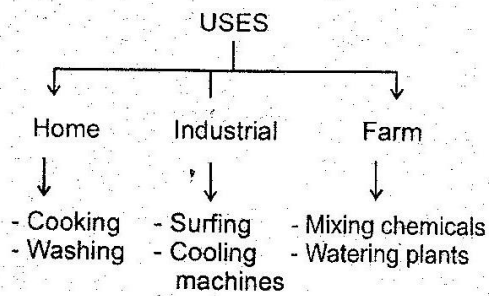 USES
Home Industrial Farm
- Cooking - Surfing - Mixing chemicals
- Washing - Cooling - Watering plants
machines